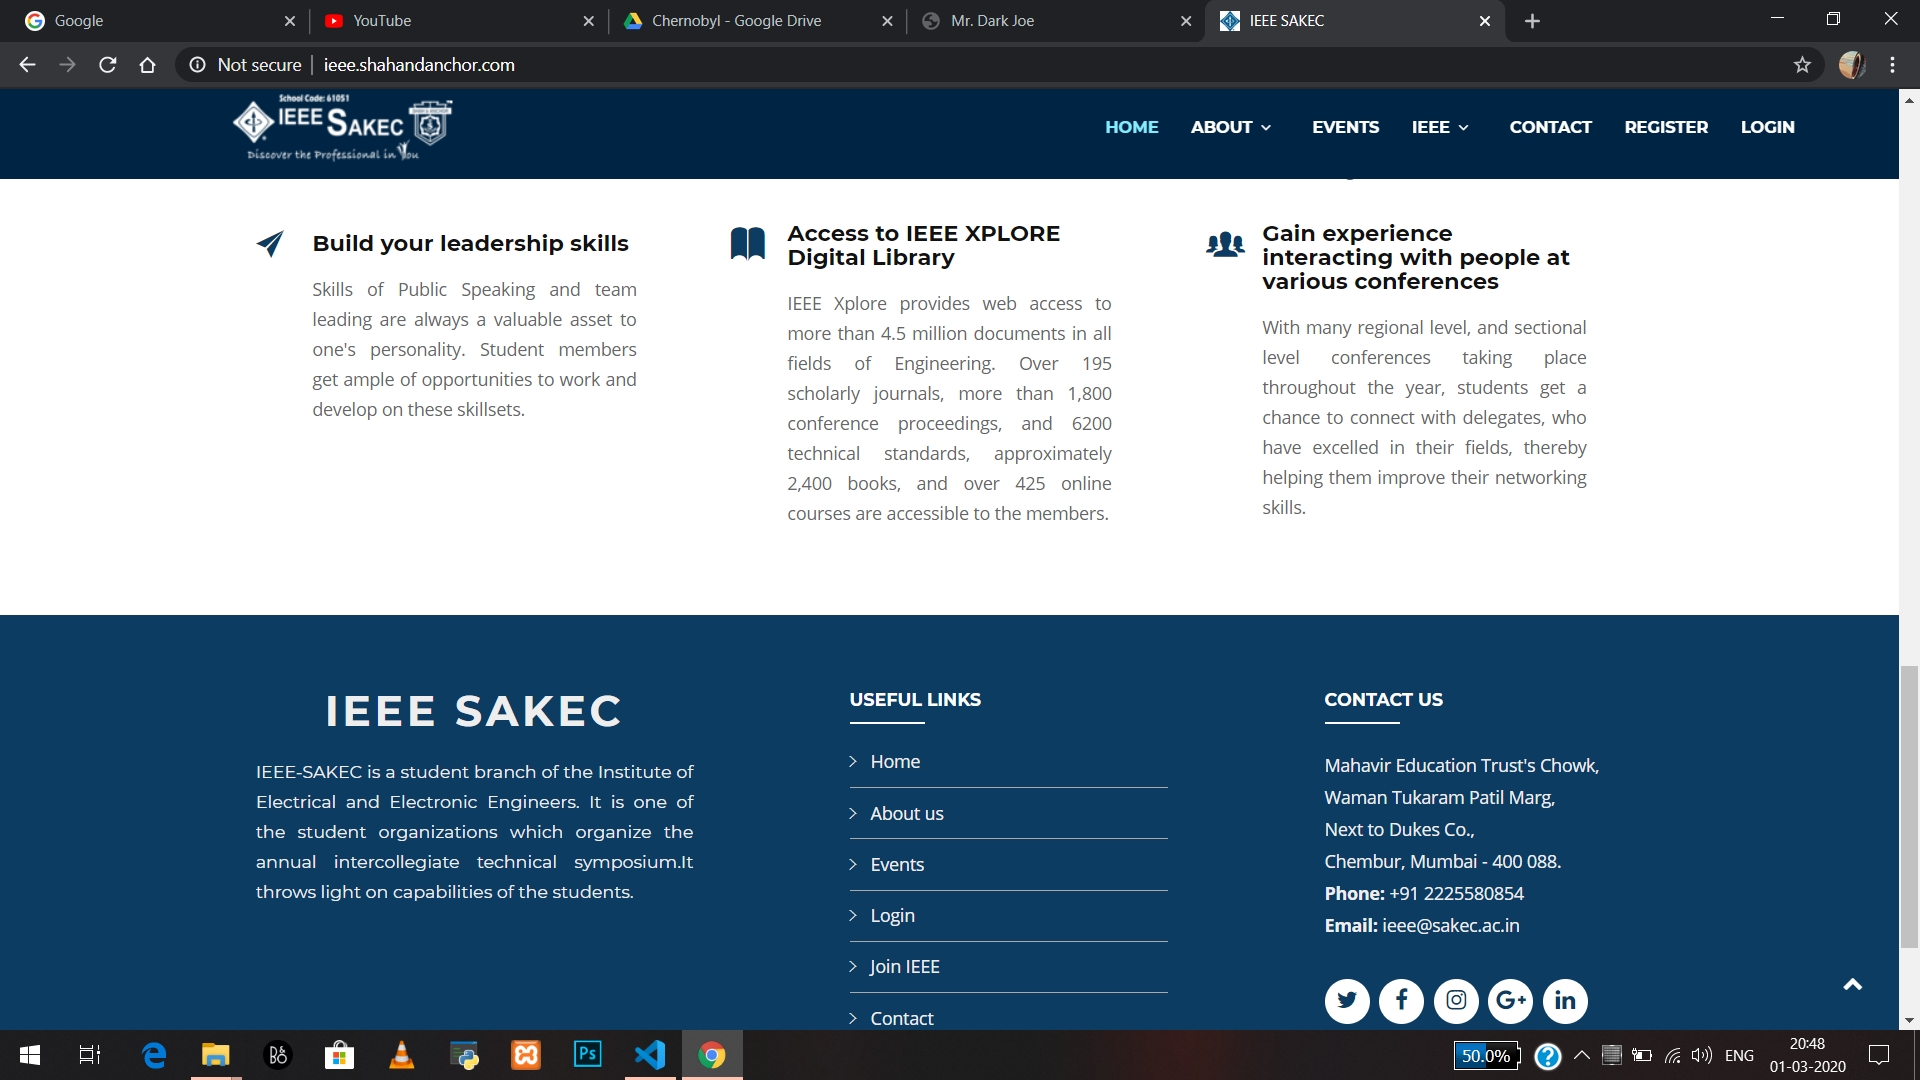 Google
YouTube
Chernobyl - Google Drive
Mr. Dark Joe
IEEE SAKEC
Not secure
ieee.shahandanchor.com
School Code: 61051
IEEE SAKEC
Discover the Professional in You
HOME
ABOUT
EVENTS
IEEE
CONTACT
REGISTER
LOGIN
Build your leadership skills
Skills of Public Speaking and team
leading are always a valuable asset to
one's personality. Student members
get ample of opportunities to work and
develop on these skillsets.
Access to IEEE XPLORE
Digital Library
IEEE Xplore provides web access to
more than 4.5 million documents in all
fields of Engineering. Over 195
scholarly journals, more than 1,800
conference proceedings, and 6200
technical standards, approximately
2,400 books, and over 425 online
courses are accessible to the members.
Gain experience
interacting with people at
various conferences
With many regional level, and sectional
level conferences taking place
throughout the year, students get a
chance to connect with delegates, who
have excelled in their fields, thereby
helping them improve their networking
skills.
IEEE SAKEC
IEEE-SAKEC is a student branch of the Institute of
Electrical and Electronic Engineers. It is one of
the student organizations which organize the
annual intercollegiate technical symposium.It
throws light on capabilities of the students.
USEFUL LINKS
Home
About us
Events
Login
Join IEEE
Contact
CONTACT US
Mahavir Education Trust's Chowk,
Waman Tukaram Patil Marg,
Next to Dukes Co.,
Chembur, Mumbai - 400 088.
Phone: +91 2225580854
Email: ieee@sakec.ac.in
G+
in
Ps
50.0%
ENG
20:48
01-03-2020